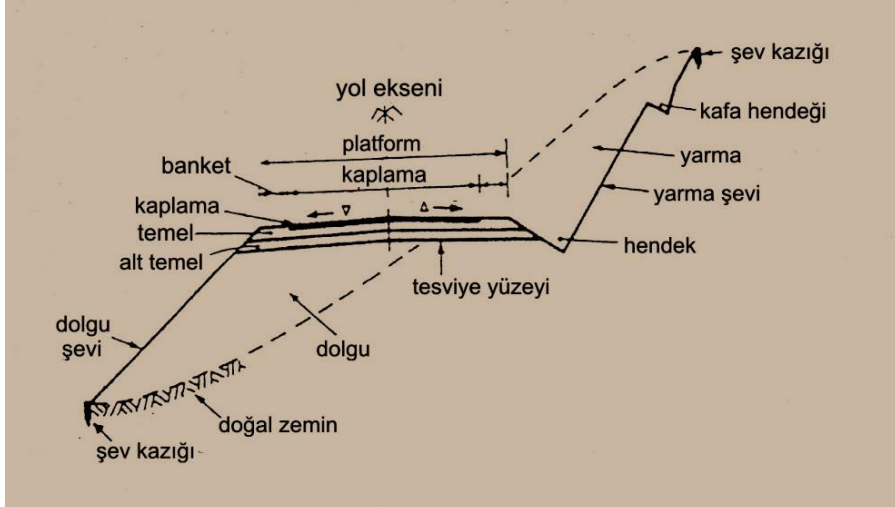 şev kazığı
yol ekseni
kafa hendeği
platform
banket
yarma
kaplama
yarma şevi
kaplama
temel
hendek
alt temel
tesviye yüzeyi
dolgu
şevi
dolgu
doğal zemin
şev kazığı